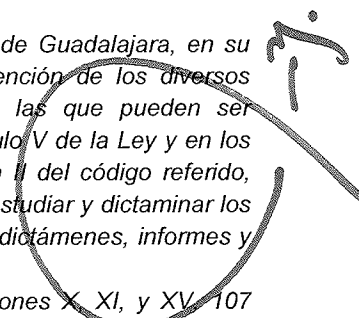 de Guadalajara, en su
ención de los diversos
las que pueden ser
ulo V de la Ley y en los
II del código referido,
studiar y dictaminar los
dictámenes, informes y
ones X, XI, y XV, 107